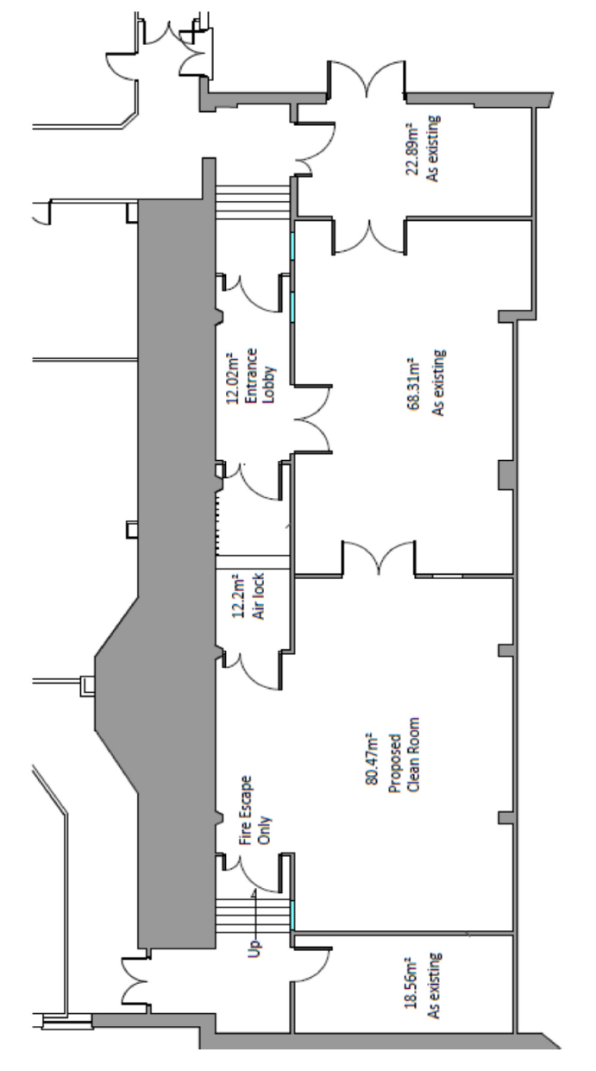 22.89m²
As existing
12.02m²
Entrance
Lobby
68.31m²
As existing
12.2m²
Air lock
80.47m²
Proposed
Clean Room
Fire Escape
Only
Up
18.56m²
As existing